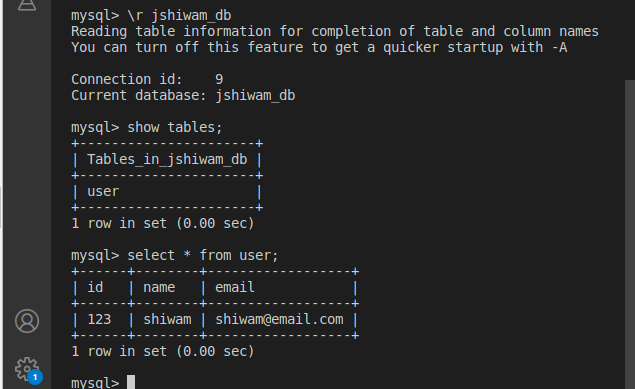 mysql> \r jshiwam_db
Reading table information for completion of table and column names
You can turn off this feature to get a quicker startup with -A
Connection id:    9
Current database: jshiwam_db
mysql> show tables;
+----------------------+
| Tables_in_jshiwam_db |
+----------------------+
| user                 |
+----------------------+
1 row in set (0.00 sec)
mysql> select * from user;
+------+--------+------------------+
| id   | name   | email            |
+------+--------+------------------+
| 123  | shiwam | shiwam@email.com |
+------+--------+------------------+
1 row in set (0.00 sec)
mysql>
1